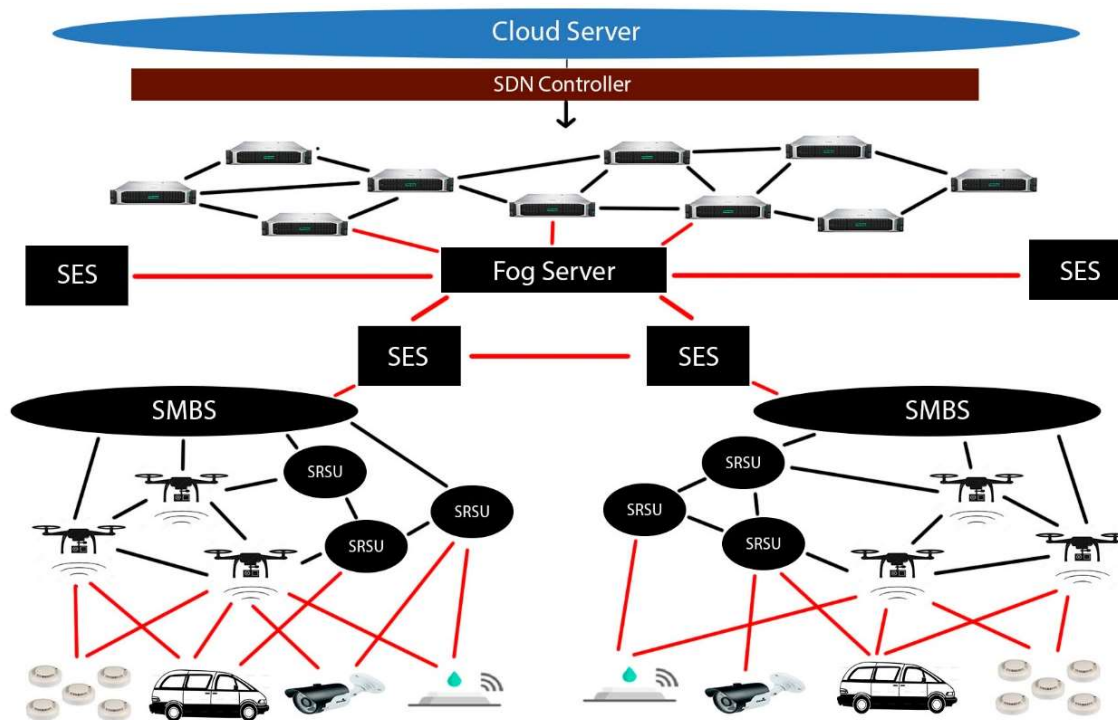 Cloud Server
SDN Controller
SES
Fog Server
SES
SES
SES
SMBS
SMBS
SRSU
SRSU
SRSU
SRSU
SRSU
SRSU